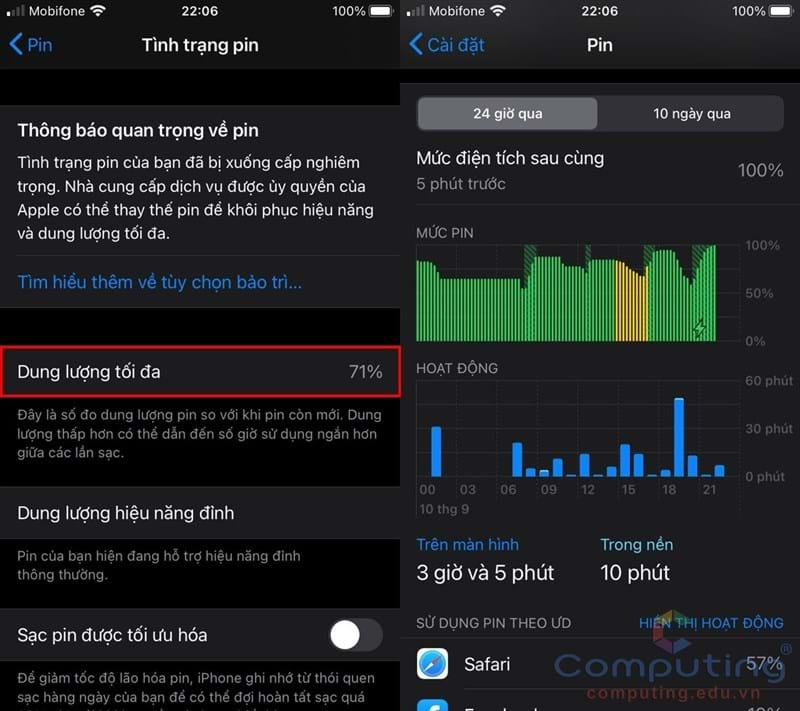 Mobifone 22:06 100%
Pin Tình trạng pin
Thông báo quan trọng về pin
Tình trạng pin của bạn đã bị xuống cấp nghiêm
trọng. Nhà cung cấp dịch vụ được ủy quyền của
Apple có thể thay thế pin để khôi phục hiệu năng
và dung lượng tối đa.
Tìm hiểu thêm về tùy chọn bảo trì...
Dung lượng tối đa 71%
Đây là số đo dung lượng pin so với khi pin còn mới. Dung
lượng thấp hơn có thể dẫn đến số giờ sử dụng ngắn hơn
giữa các lần sạc.
Dung lượng hiệu năng đỉnh
Pin của bạn hiện đang hỗ trợ hiệu năng đỉnh
thông thường.
Sạc pin được tối ưu hóa
Để giảm tốc độ lão hóa pin, iPhone ghi nhớ từ thói quen
sạc hàng ngày của bạn để có thể đợi hoàn tất sạc quá
Mobifone 22:06 100%
Cài đặt Pin
24 giờ qua 10 ngày qua
Mức điện tích sau cùng 100%
5 phút trước
MỨC PIN
100%
50%
0%
HOẠT ĐỘNG
60 phút
30 phút
0 phút
00 03 06 09 12 15 18 21
10 thg 9
Trên màn hình Trong nền
3 giờ và 5 phút 10 phút
SỬ DỤNG PIN THEO ƯD HIỂN THỊ HOẠT ĐỘNG
Safari 57%
Computing®
computing.edu.vn